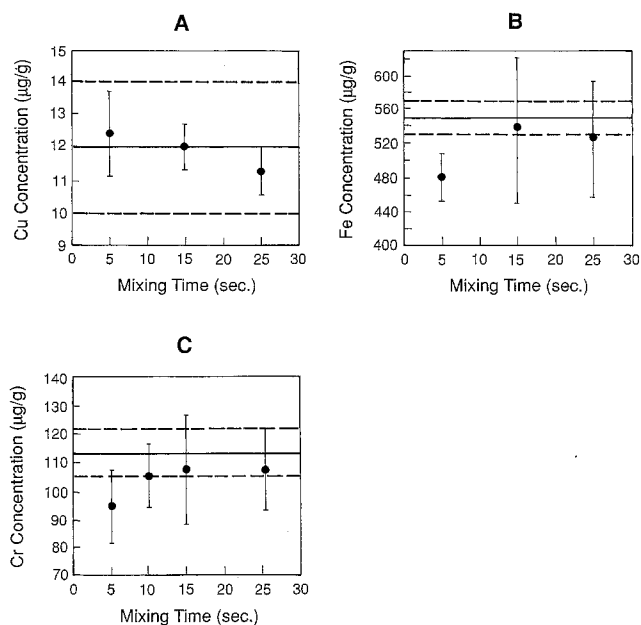 A
Cu Concentration (µg/g)
15
14
13
12
11
10
9
0 5 10 15 20 25 30
Mixing Time (sec.)
B
Fe Concentration (µg/g)
600
560
520
480
440
400
0 5 10 15 20 25 30
Mixing Time (sec.)
C
Cr Concentration (µg/g)
140
130
120
110
100
90
80
70
0 5 10 15 20 25 30
Mixing Time (sec.)